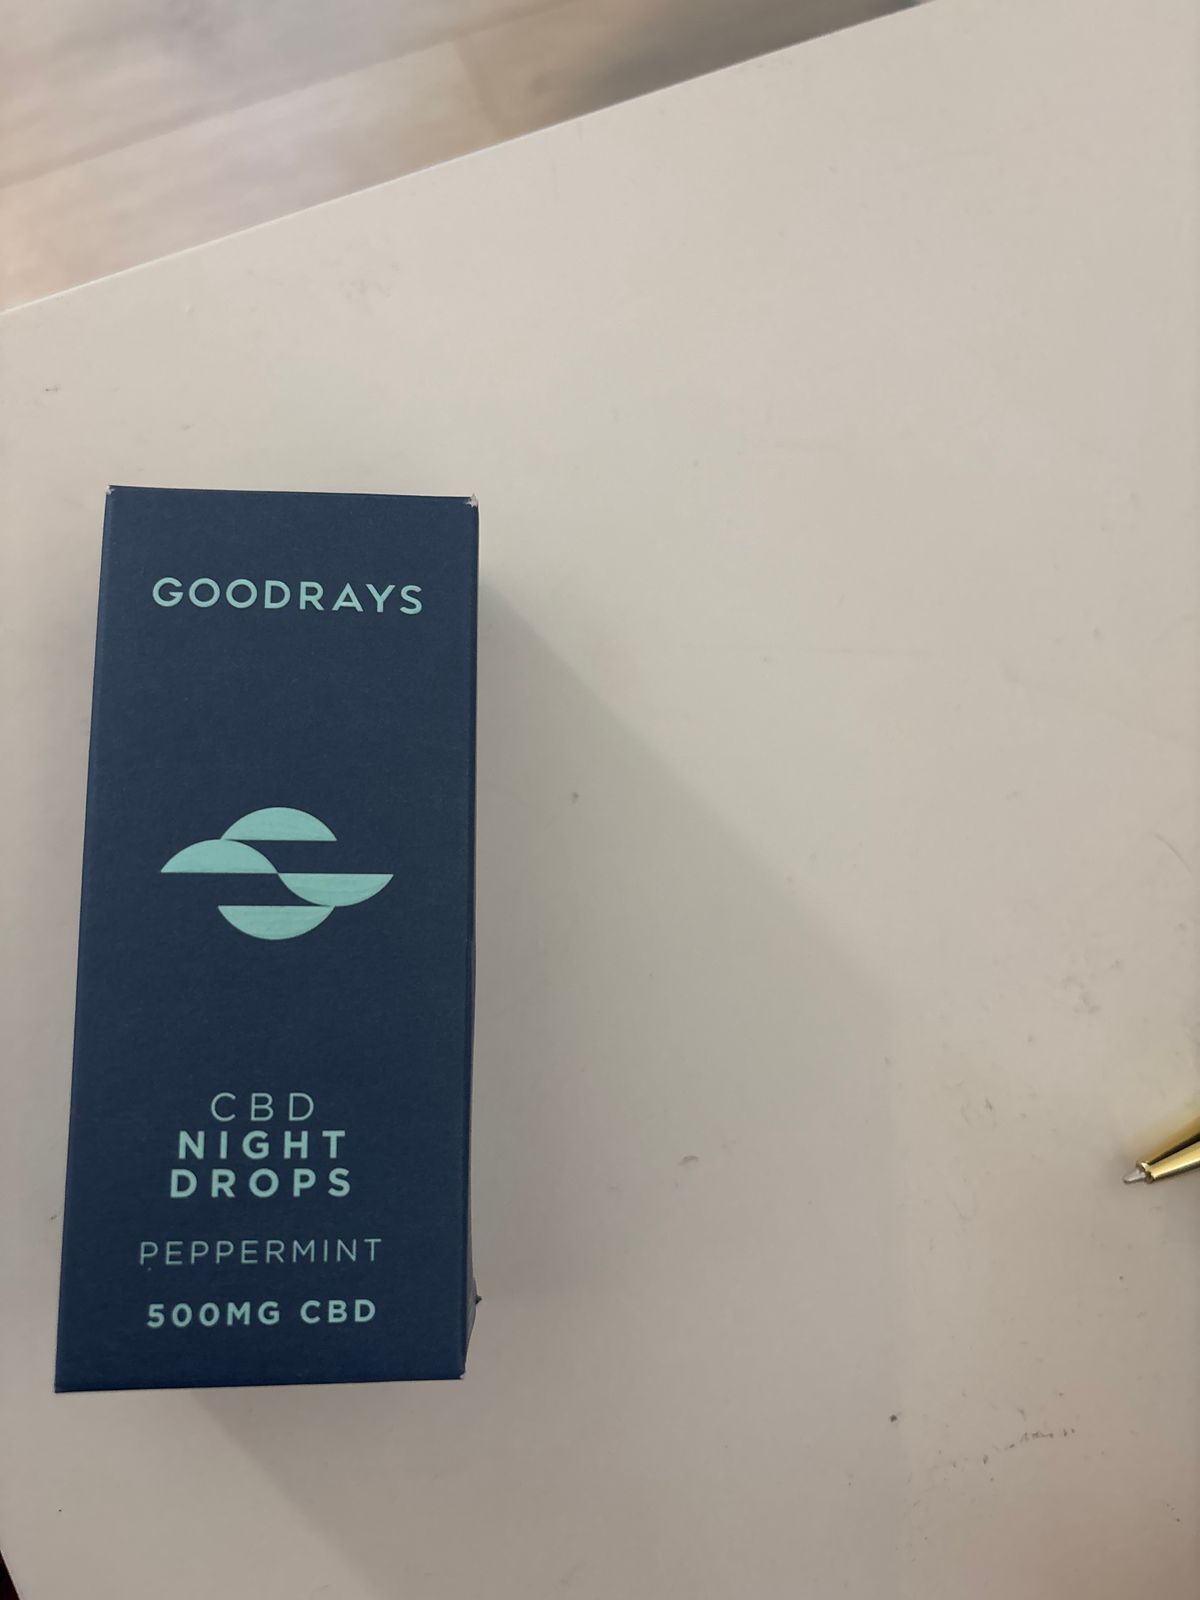 GOODRAYS
CBD
NIGHT
DROPS
PEPPERMINT
500MG CBD